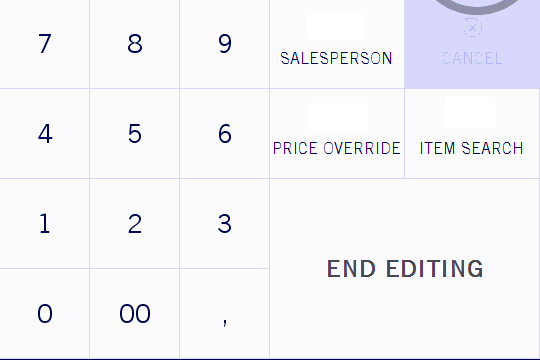 7 8 9
SALESPERSON CANCEL
4 5 6
PRICE OVERRIDE ITEM SEARCH
1 2 3
END EDITING
0 00 ,